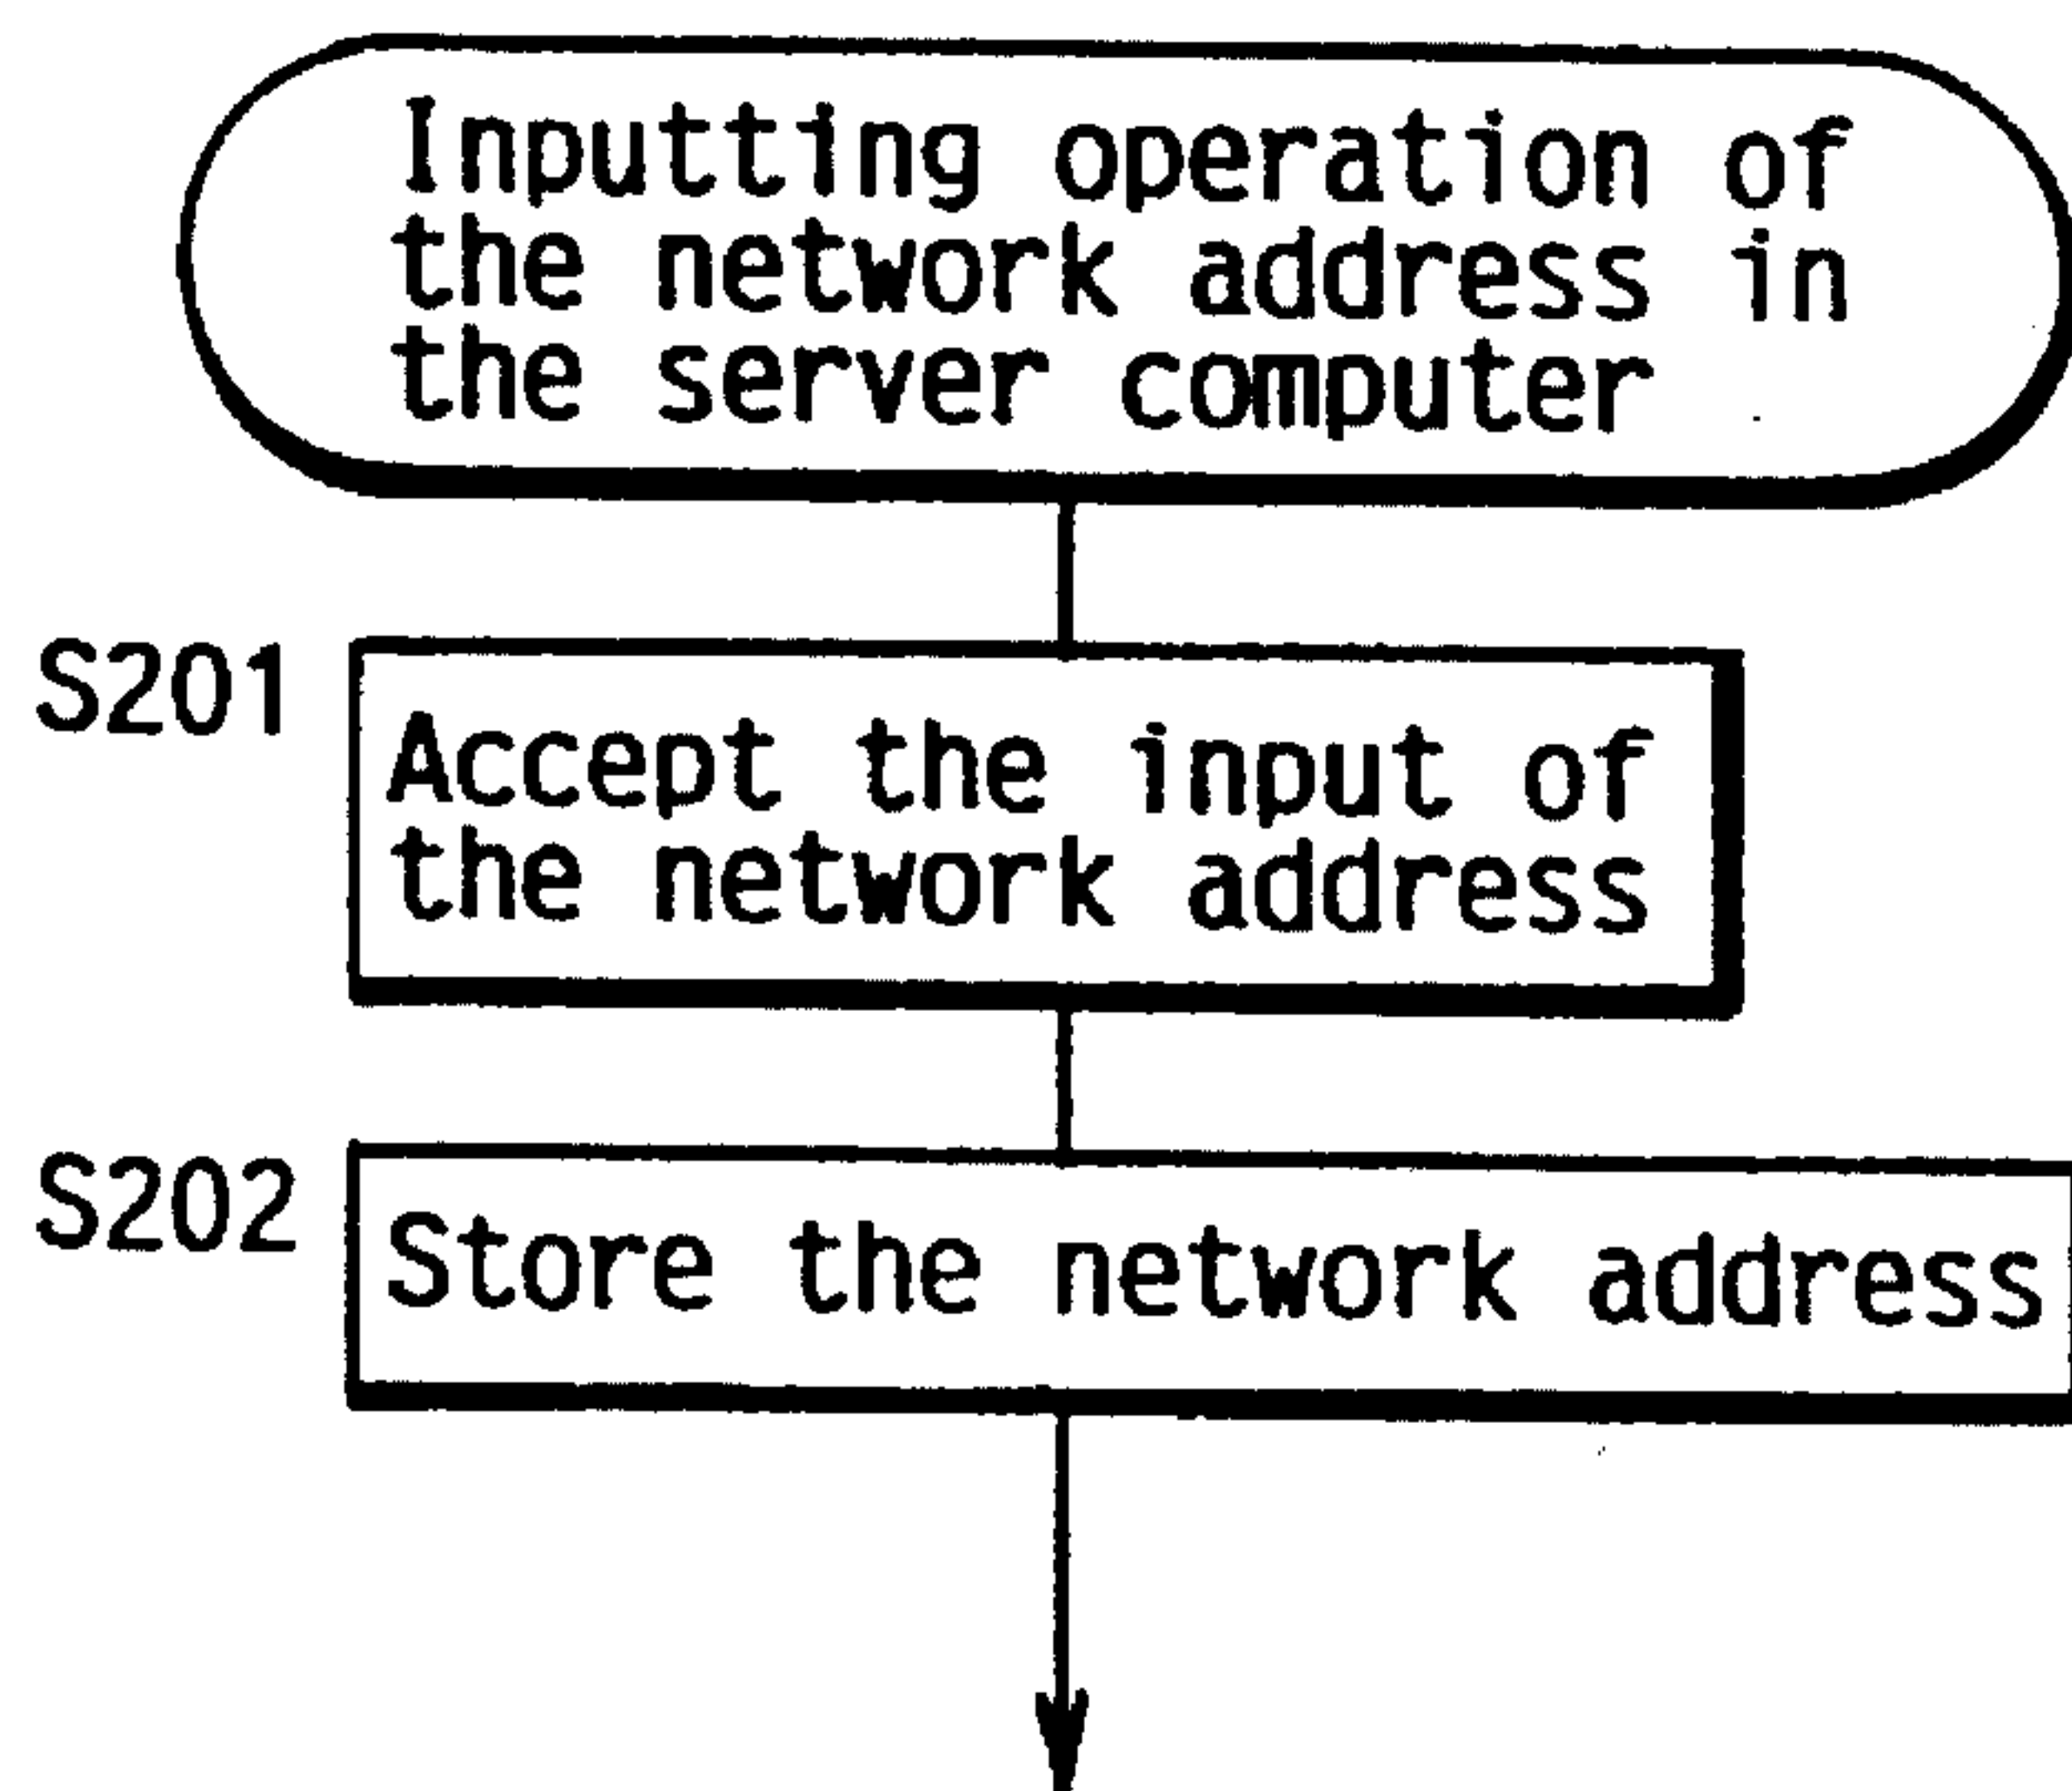 Inputting operation of
the network address in
the server computer
S201
Accept the input of
the network address
S202
Store the network address